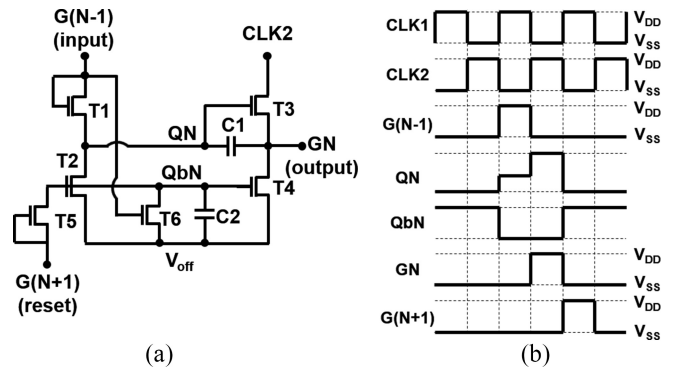 G(N-1)
(input)
CLK2
T1
T3
QN
C1
GN
(output)
T2
QbN
T4
T5
T6
C2
Voff
G(N+1)
(reset)
(a)
CLK1
VDD
VSS
CLK2
VDD
VSS
G(N-1)
VDD
VSS
QN
QbN
GN
VDD
VSS
G(N+1)
VDD
VSS
(b)